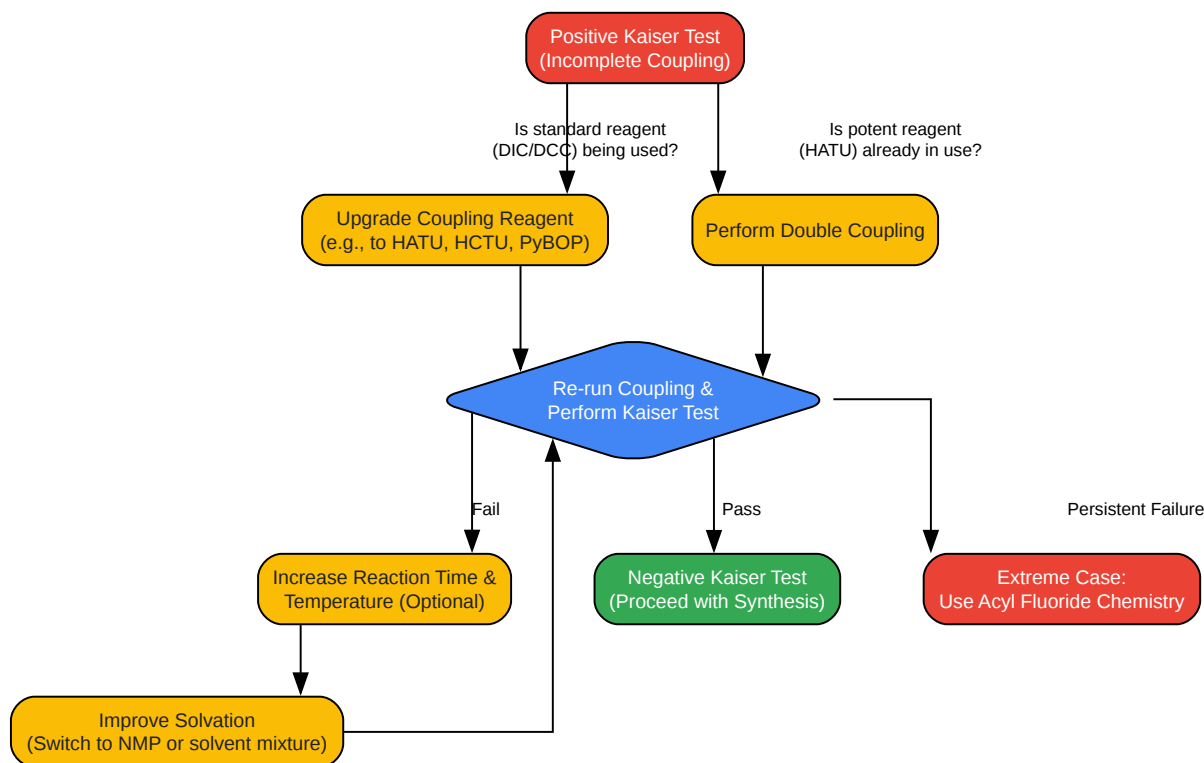 Positive Kaiser Test
(Incomplete Coupling)
Is standard reagent
(DIC/DCC) being used?
Is potent reagent
(HATU) already in use?
Upgrade Coupling Reagent
(e.g., to HATU, HCTU, PyBOP)
Perform Double Coupling
Re-run Coupling &
Perform Kaiser Test
Fail
Pass
Persistent Failure
Increase Reaction Time &
Temperature (Optional)
Negative Kaiser Test
(Proceed with Synthesis)
Extreme Case:
Use Acyl Fluoride Chemistry
Improve Solvation
(Switch to NMP or solvent mixture)